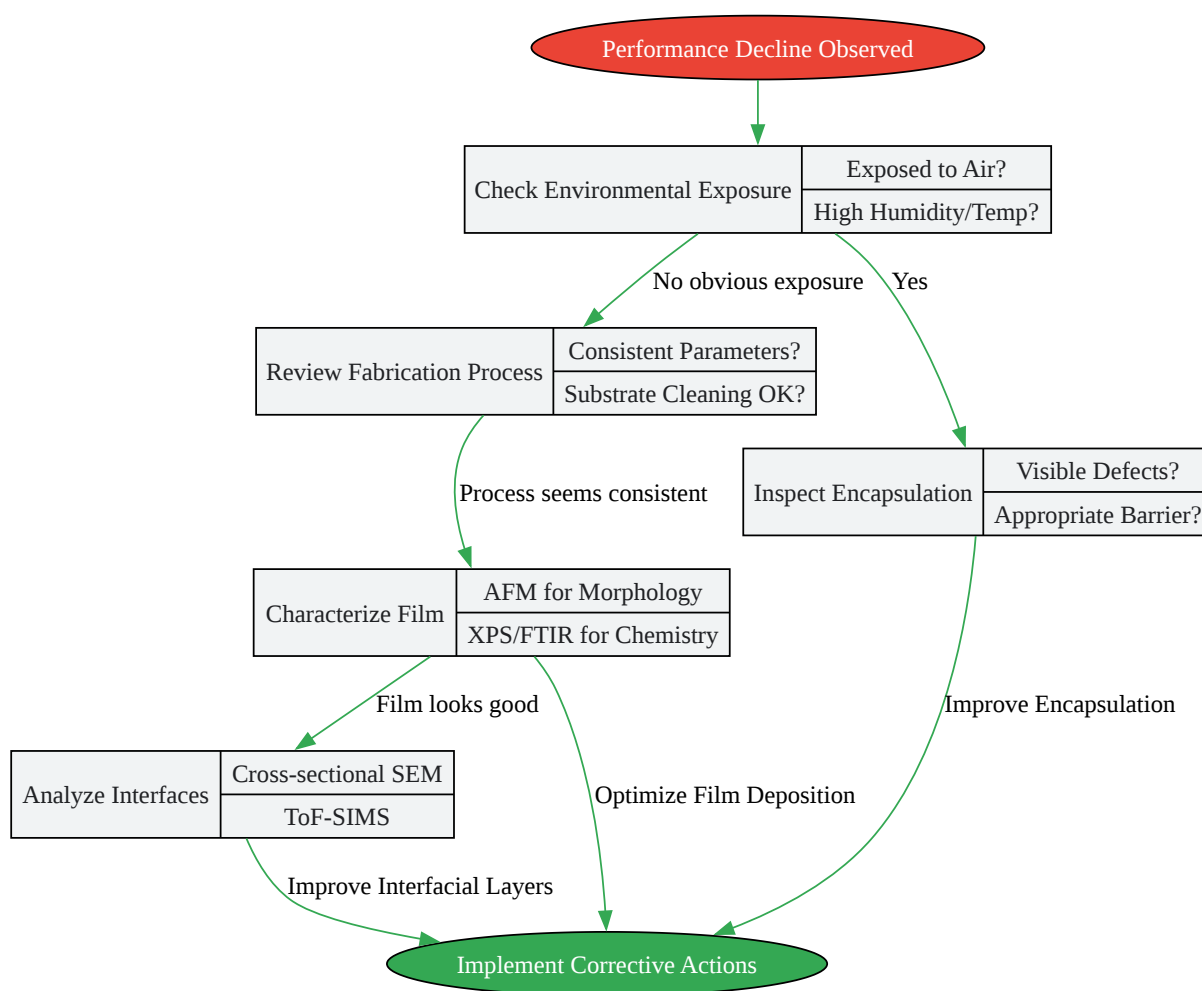 Performance Decline Observed
Check Environmental Exposure
Exposed to Air?
High Humidity/Temp?
No obvious exposure
Yes
Review Fabrication Process
Consistent Parameters?
Substrate Cleaning OK?
Inspect Encapsulation
Visible Defects?
Appropriate Barrier?
Process seems consistent
Characterize Film
AFM for Morphology
XPS/FTIR for Chemistry
Film looks good
Improve Encapsulation
Analyze Interfaces
Cross-sectional SEM
ToF-SIMS
Optimize Film Deposition
Improve Interfacial Layers
Implement Corrective Actions